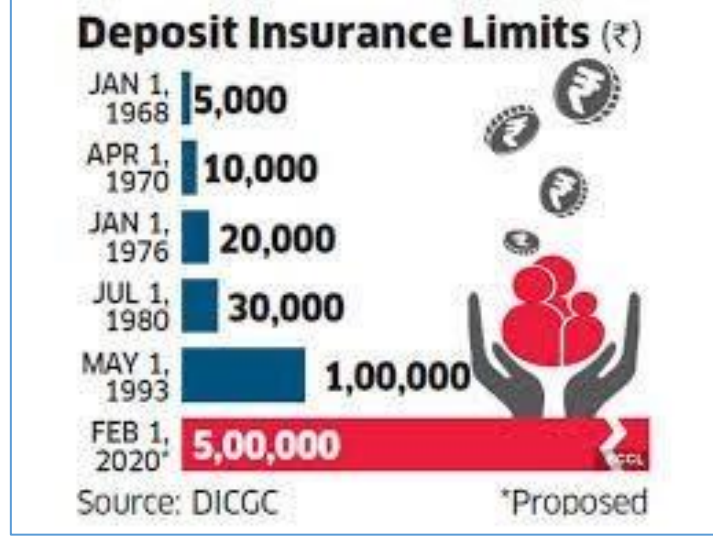 Deposit Insurance Limits (₹)
JAN 1,
1968
5,000
APR 1,
1970
10,000
JAN 1,
1976
20,000
JUL 1,
1980
30,000
MAY 1,
1993
1,00,000
FEB 1,
2020*
5,00,000
Source: DICGC
*Proposed